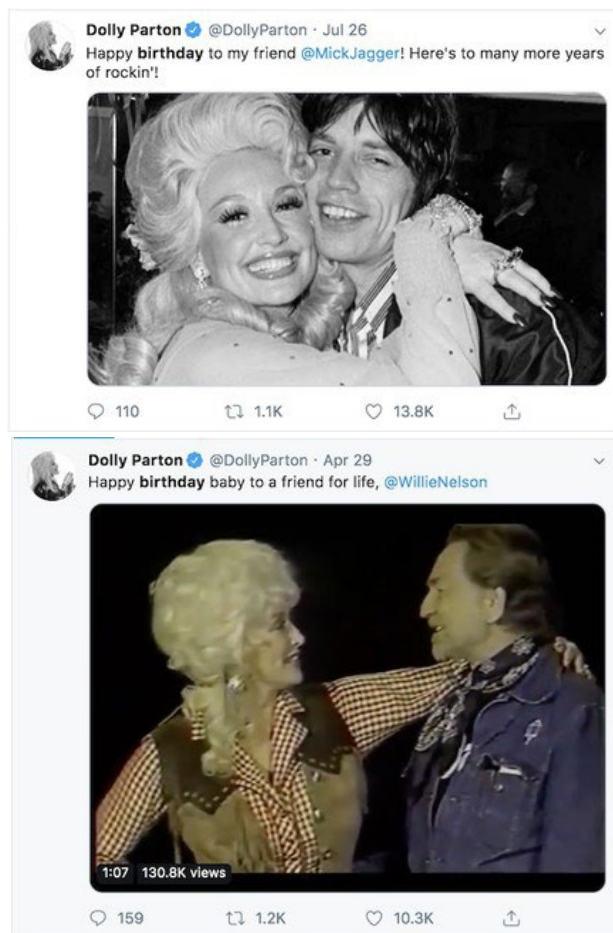 Dolly Parton @DollyParton · Jul 26
Happy birthday to my friend @MickJagger! Here's to many more years
of rockin'!
110 1.1K 13.8K
Dolly Parton @DollyParton · Apr 29
Happy birthday baby to a friend for life, @WillieNelson
1:07 130.8K views
159 1.2K 10.3K